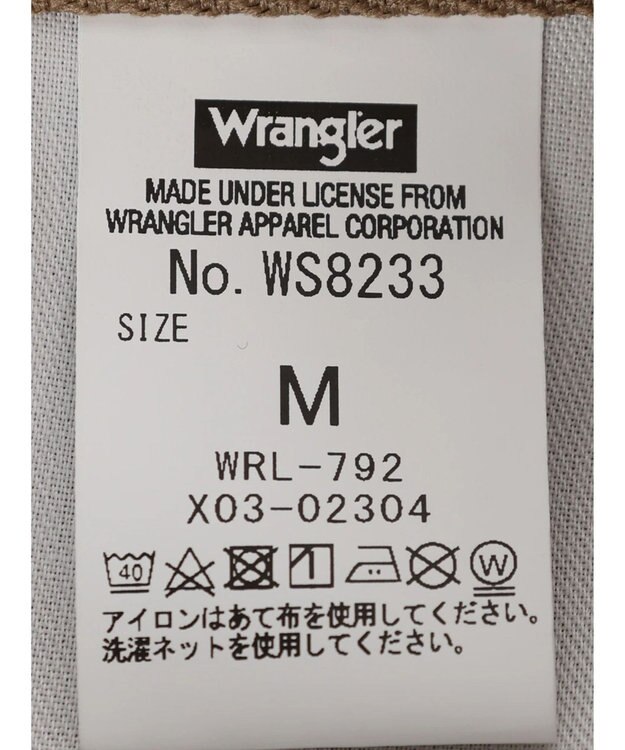 Wrangler
MADE UNDER LICENSE FROM
WRANGLER APPAREL CORPORATION
No. WS8233
SIZE
M
WRL-792
X03-02304
40 W
アイロンはあて布を使用してください。
洗濯ネットを使用してください。